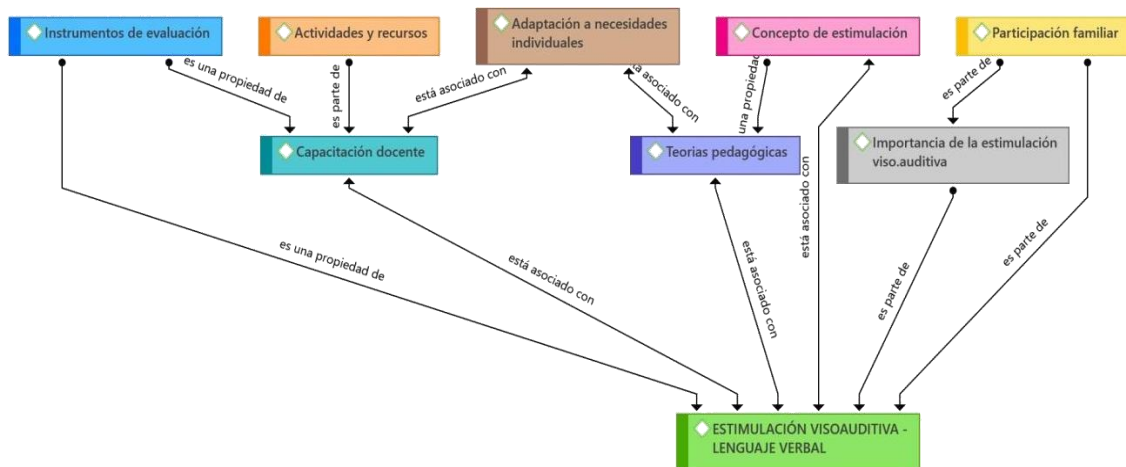 Instrumentos de evaluación
Actividades y recursos
Adaptación a necesidades
individuales
Concepto de estimulación
Participación familiar
es una propiedad de
es parte de
está asociado con
está asociado con
una propiedad
es parte de
Capacitación docente
Teorias pedagógicas
Importancia de la estimulación
viso.auditiva
es una propiedad de
está asociado con
está asociado con
está asociado con
es parte de
es parte de
ESTIMULACIÓN VISOAUDITIVA -
LENGUAJE VERBAL